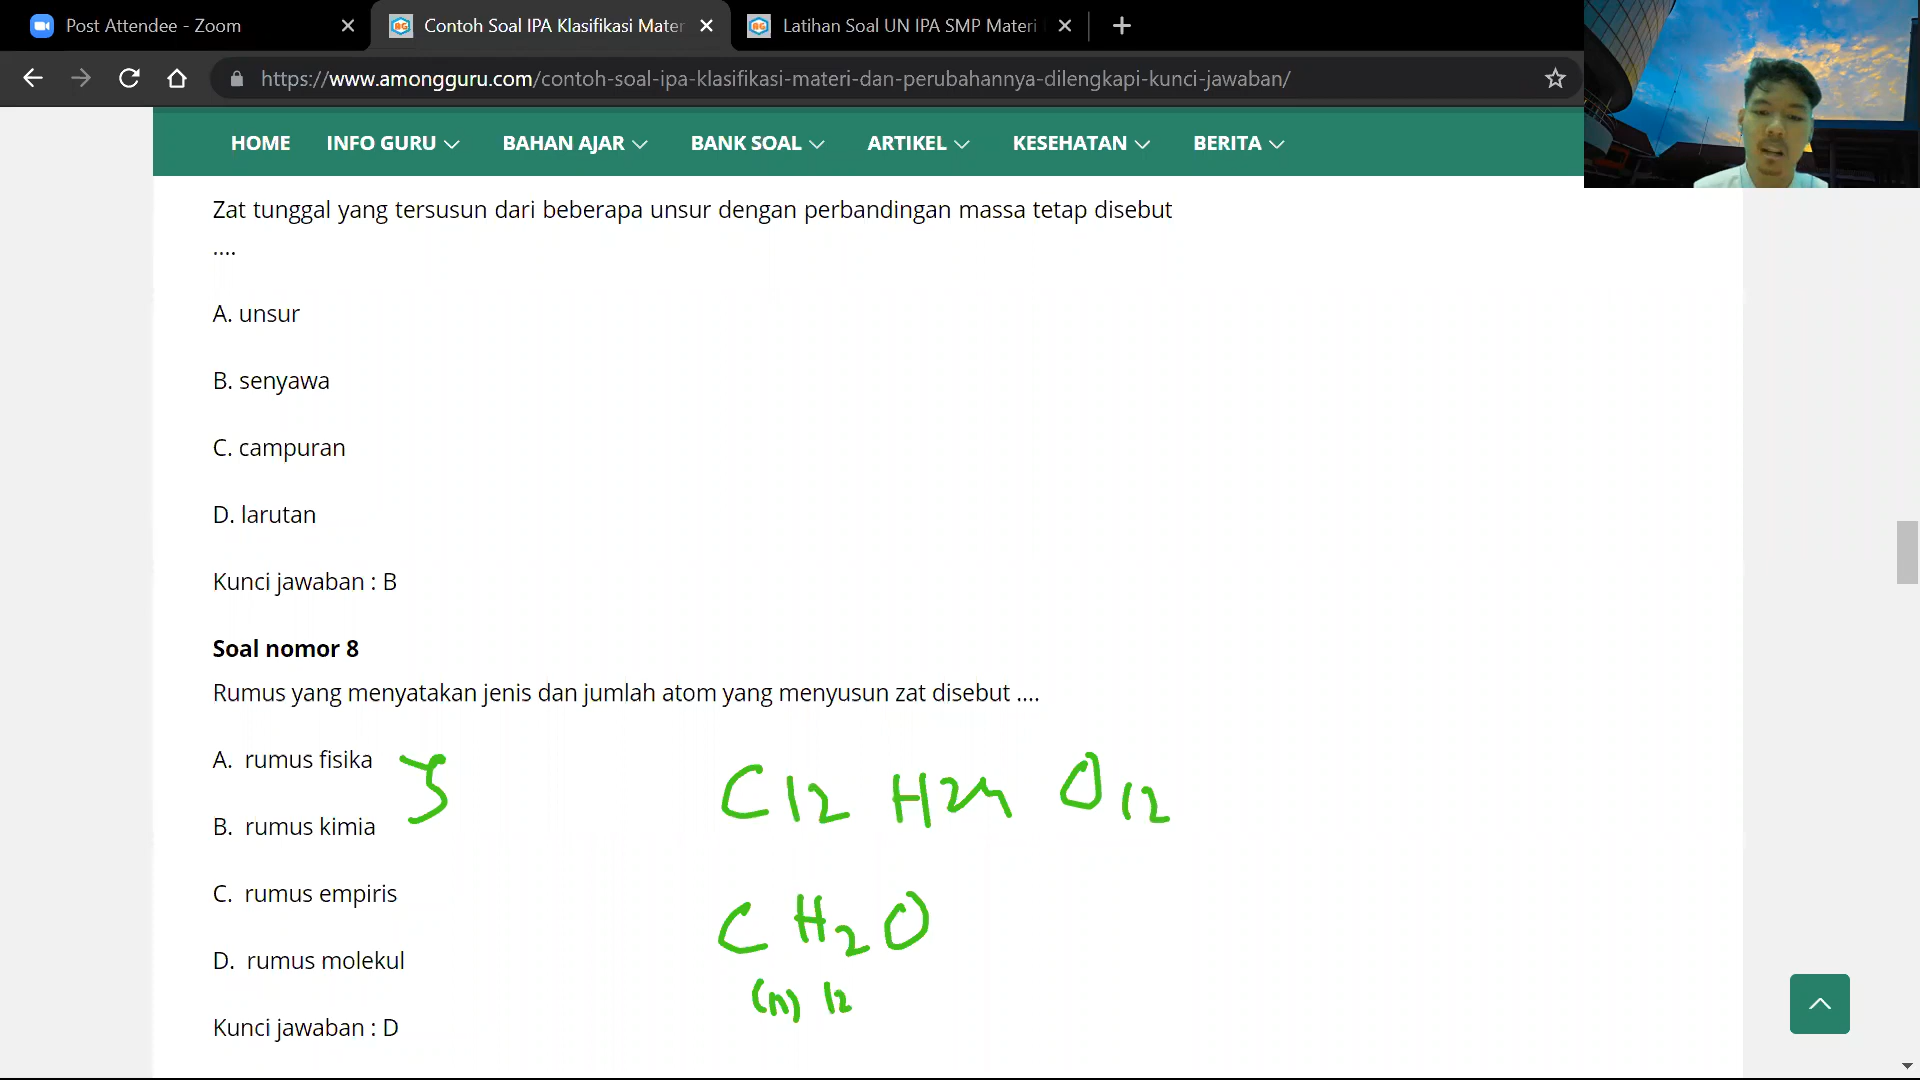 Post Attendee - Zoom
Contoh Soal IPA Klasifikasi Mater
Latihan Soal UN IPA SMP Materi
https://www.amongguru.com/contoh-soal-ipa-klasifikasi-materi-dan-perubahannya-dilengkapi-kunci-jawaban/
HOME INFO GURU BAHAN AJAR BANK SOAL ARTIKEL KESEHATAN BERITA
Zat tunggal yang tersusun dari beberapa unsur dengan perbandingan massa tetap disebut
....
A. unsur
B. senyawa
C. campuran
D. larutan
Kunci jawaban : B
Soal nomor 8
Rumus yang menyatakan jenis dan jumlah atom yang menyusun zat disebut ....
A. rumus fisika
B. rumus kimia
C. rumus empiris
D. rumus molekul
Kunci jawaban : D
C12 H24 O12
CH2O
(n) 12